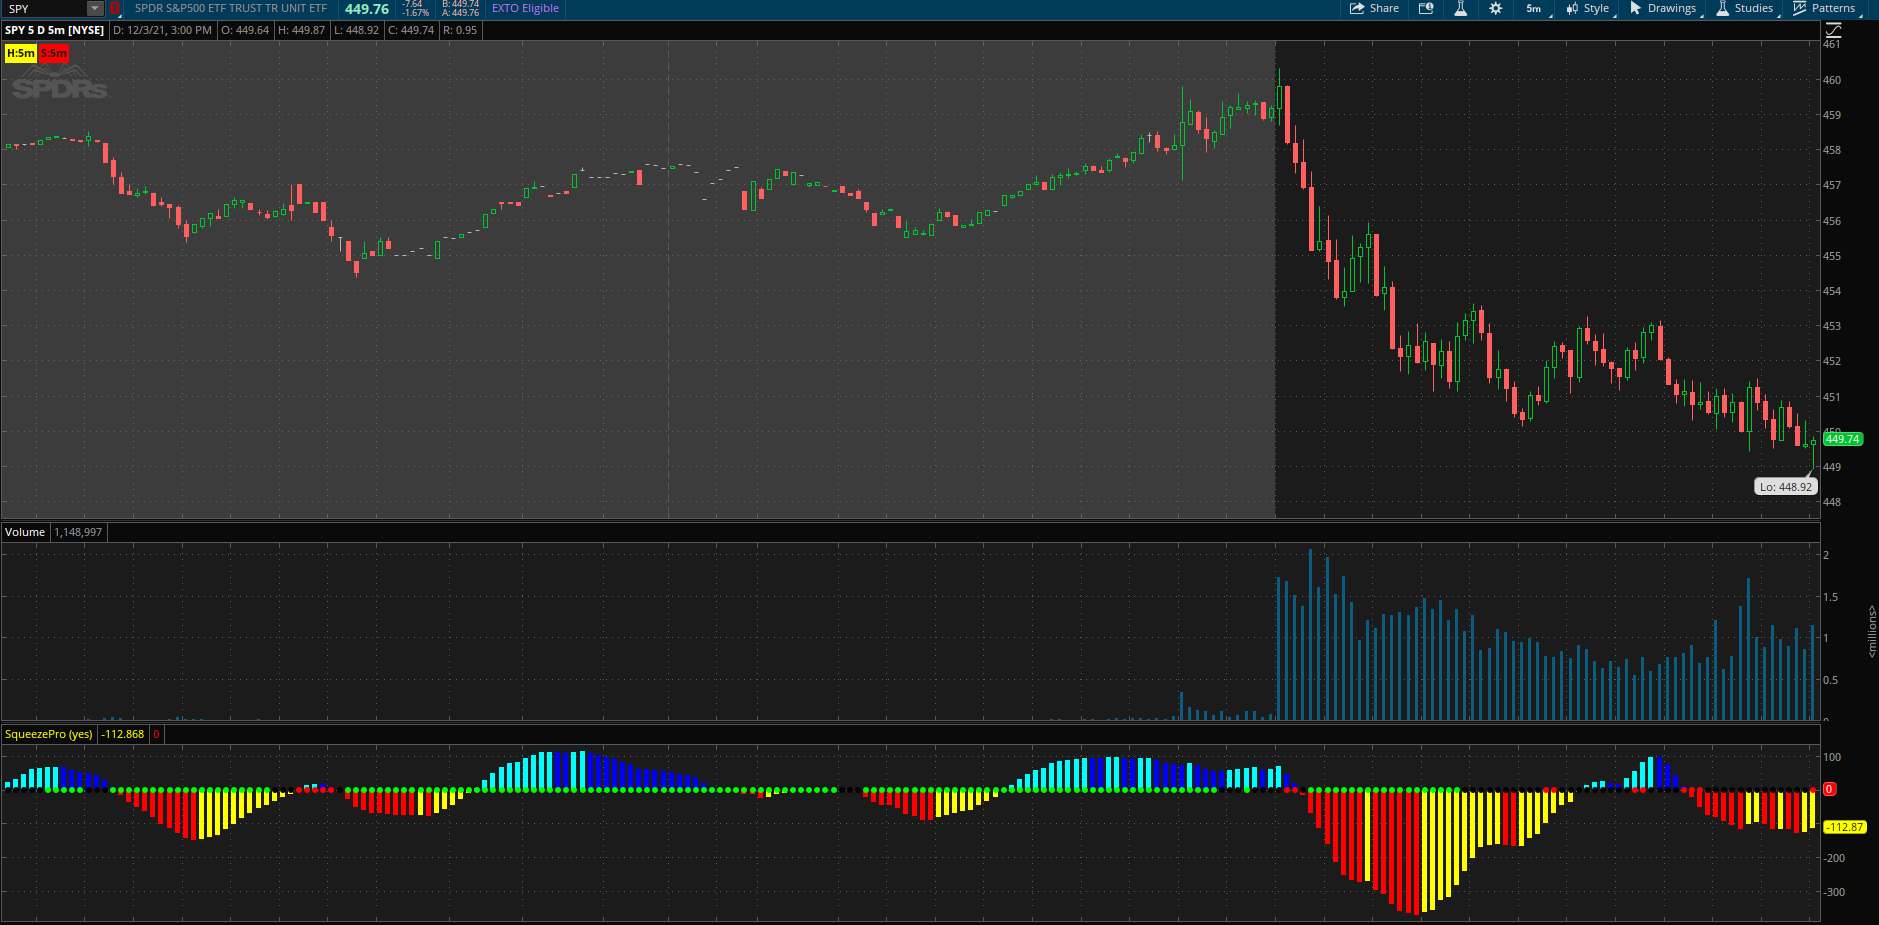 SPY
SPDR S&P500 ETF TRUST TR UNIT ETF
449.76
-7.64
-1.67%
B: 449.74
A: 449.76
EXTO Eligible
Share
5m
Style
Drawings
Studies
Patterns
SPY 5 D 5m [NYSE]
D: 12/3/21, 3:00 PM
O: 449.64
H: 449.87
L: 448.92
C: 449.74
R: 0.95
H:5m
S:5m
SPDRs
461
460
459
458
457
456
455
454
453
452
451
450
449.74
449
Lo: 448.92
448
Volume
1,148,997
2
1.5
1
0.5
0
<millions>
SqueezePro (yes)
-112.868
0
100
0
-112.87
-200
-300